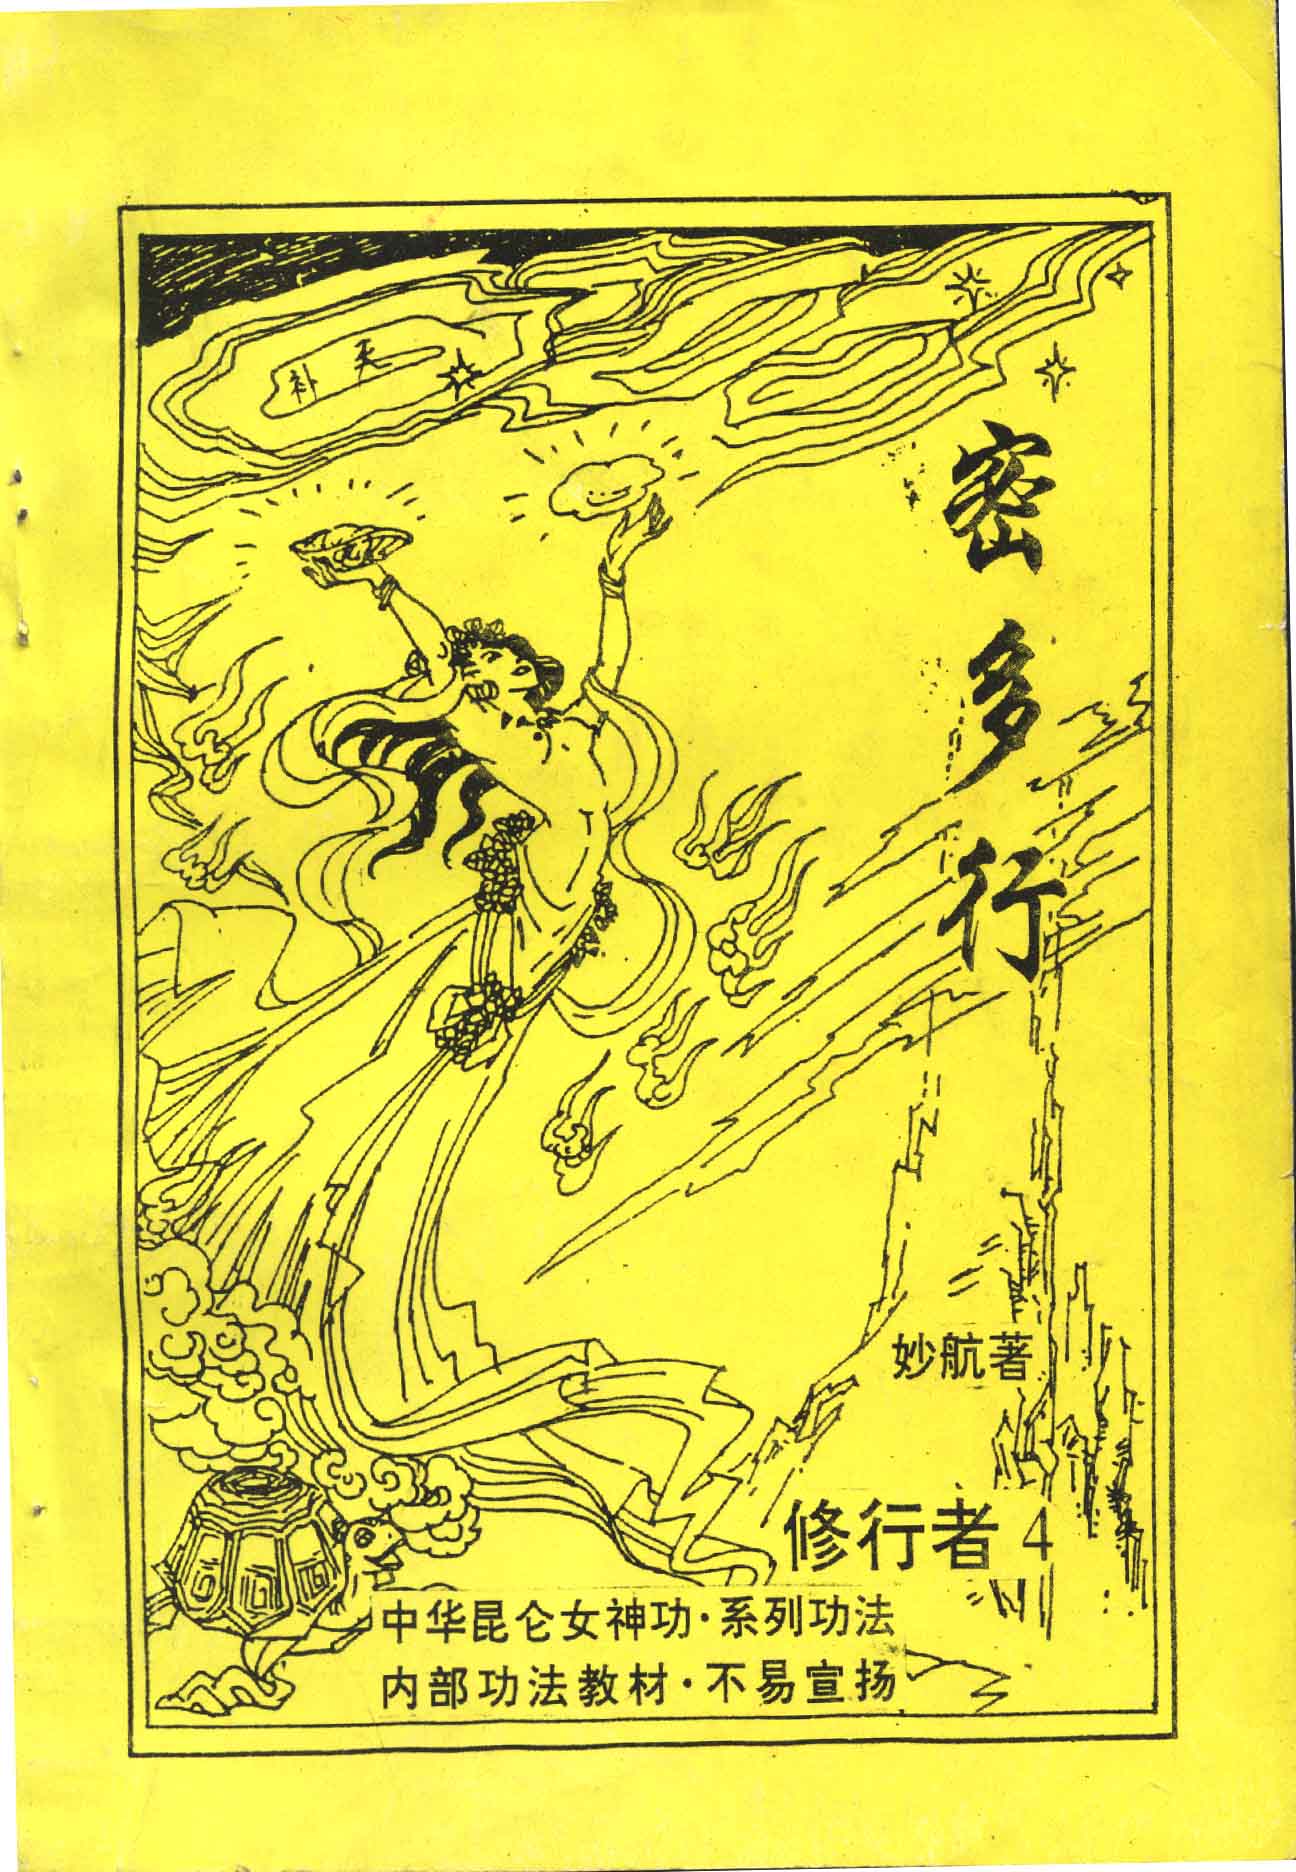 补天
密多行
妙航著
修行者 4
中华昆仑女神功·系列功法
内部功法教材·不易宣扬